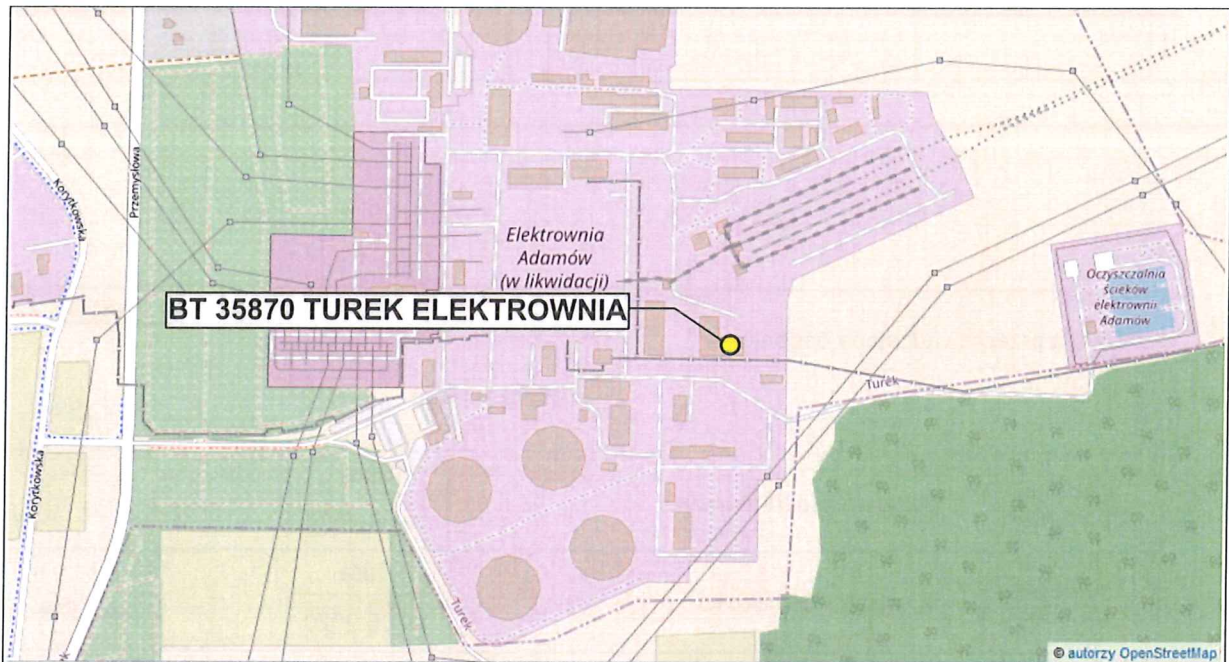 Korytkowska
Przemysłowa
Elektrownia
Adamów
(w likwidacji)
Oczyszczalnia
ścieków
elektrowni
Adamów
BT 35870 TUREK ELEKTROWNIA
Turek
Korytkowska
Turek
© autorzy OpenStreetMap